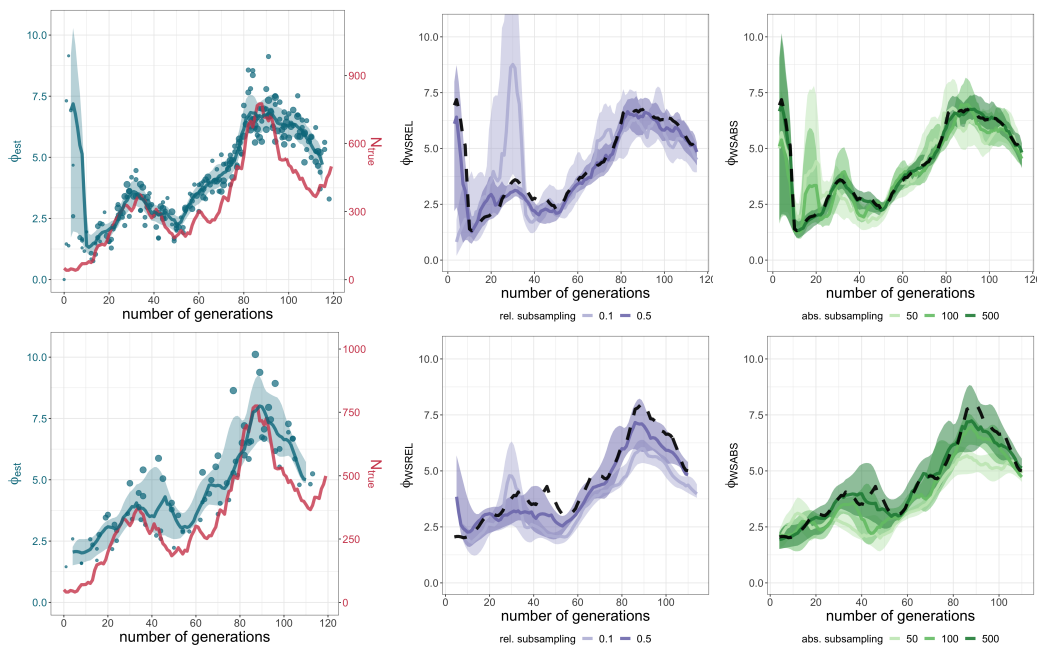 10.0
7.5
5.0
2.5
0.0
ϕest
900
600
300
0
Ntrue
0 20 40 60 80 100 120
number of generations
10.0
7.5
5.0
2.5
0.0
ϕWSREL
0 20 40 60 80 100 120
number of generations
rel. subsampling 0.1 0.5
10.0
7.5
5.0
2.5
0.0
ϕWSABS
0 20 40 60 80 100 120
number of generations
abs. subsampling 50 100 500
10.0
7.5
5.0
2.5
0.0
ϕest
1000
750
500
250
0
Ntrue
0 20 40 60 80 100 120
number of generations
10.0
7.5
5.0
2.5
0.0
ϕWSREL
0 20 40 60 80 100
number of generations
rel. subsampling 0.1 0.5
10.0
7.5
5.0
2.5
0.0
ϕWSABS
0 20 40 60 80 100
number of generations
abs. subsampling 50 100 500